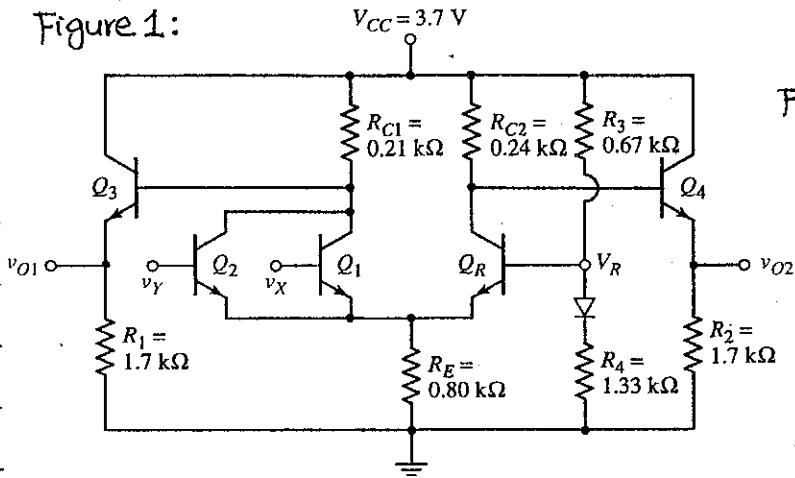 Figure 1:
V_CC = 3.7 V
F
R_C1 =
0.21 kΩ
R_C2 =
0.24 kΩ
R_3 =
0.67 kΩ
Q_3
Q_4
v_O1
v_Y
Q_2
v_X
Q_1
Q_R
V_R
v_O2
R_1 =
1.7 kΩ
R_E =
0.80 kΩ
R_4 =
1.33 kΩ
R_2 =
1.7 kΩ